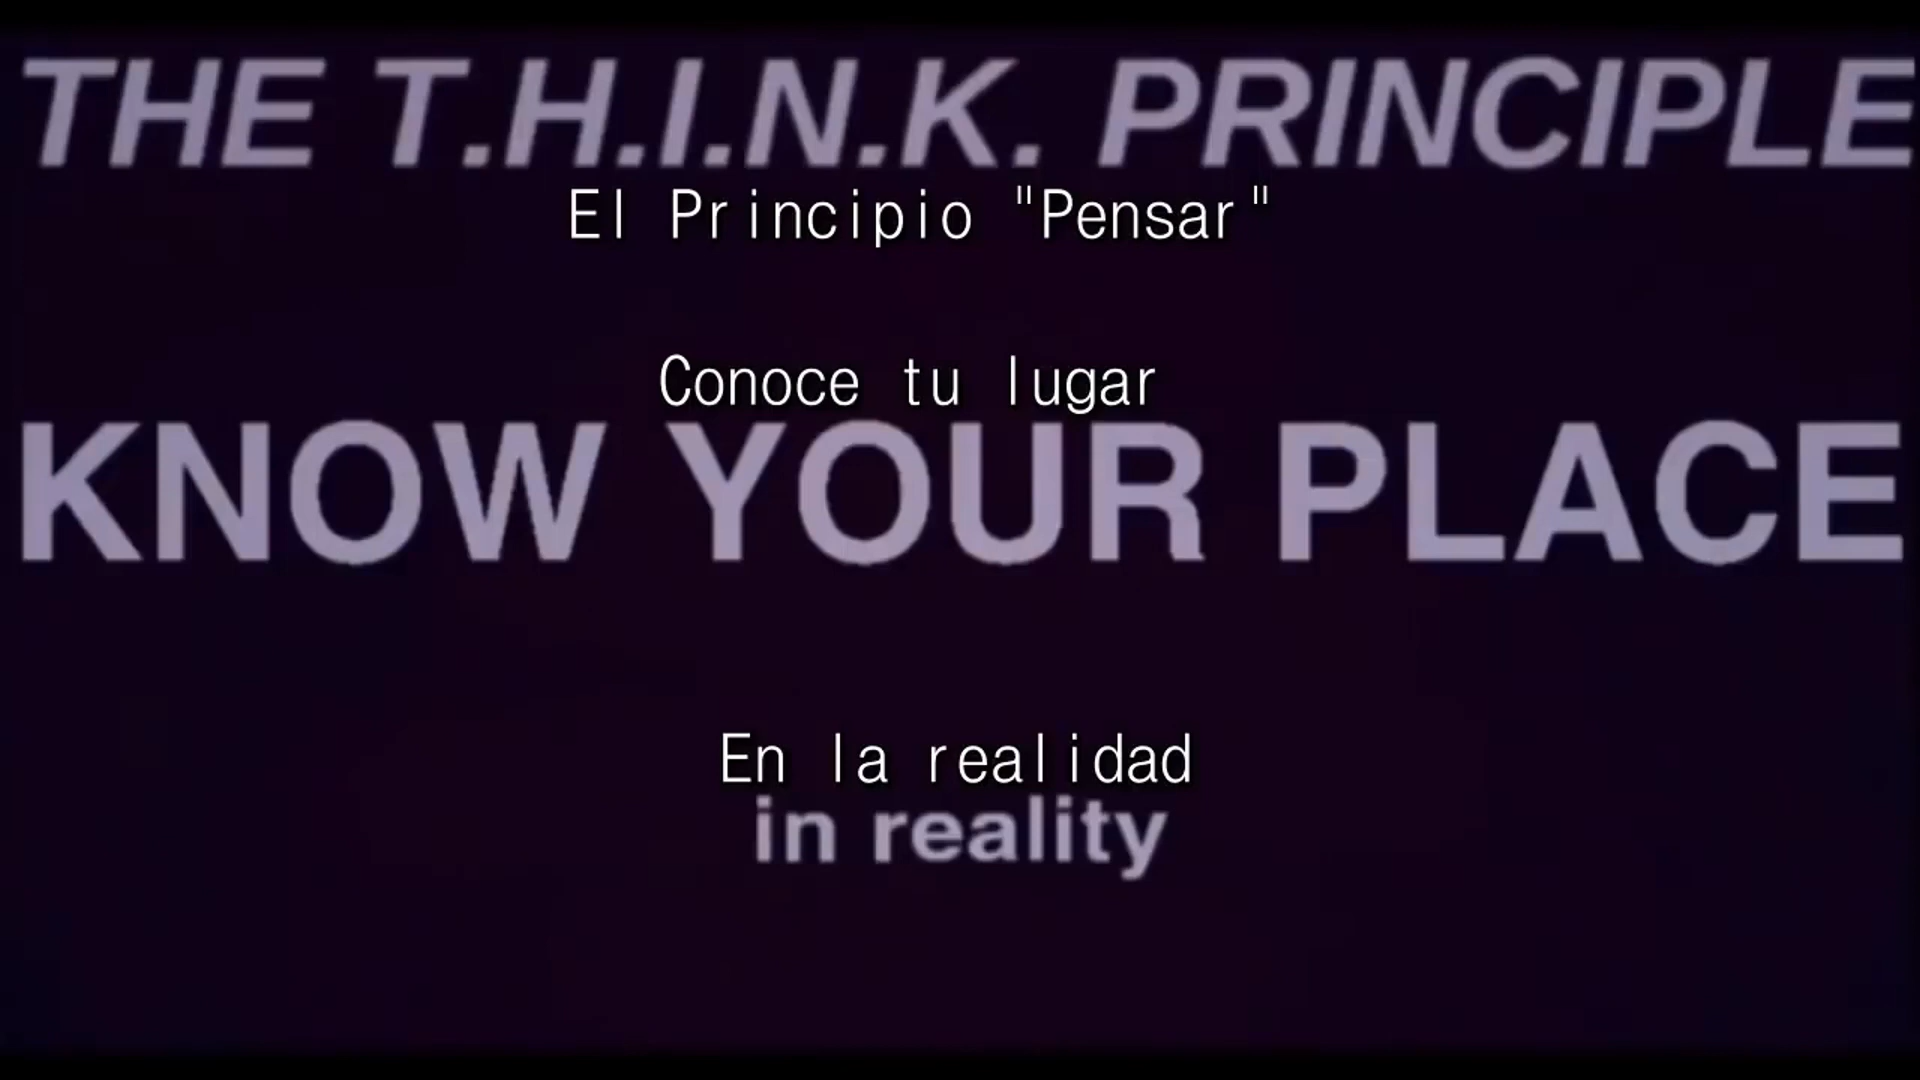 THE T.H.I.N.K. PRINCIPLE
El Principio "Pensar"
Conoce tu lugar
KNOW YOUR PLACE
En la realidad
in reality